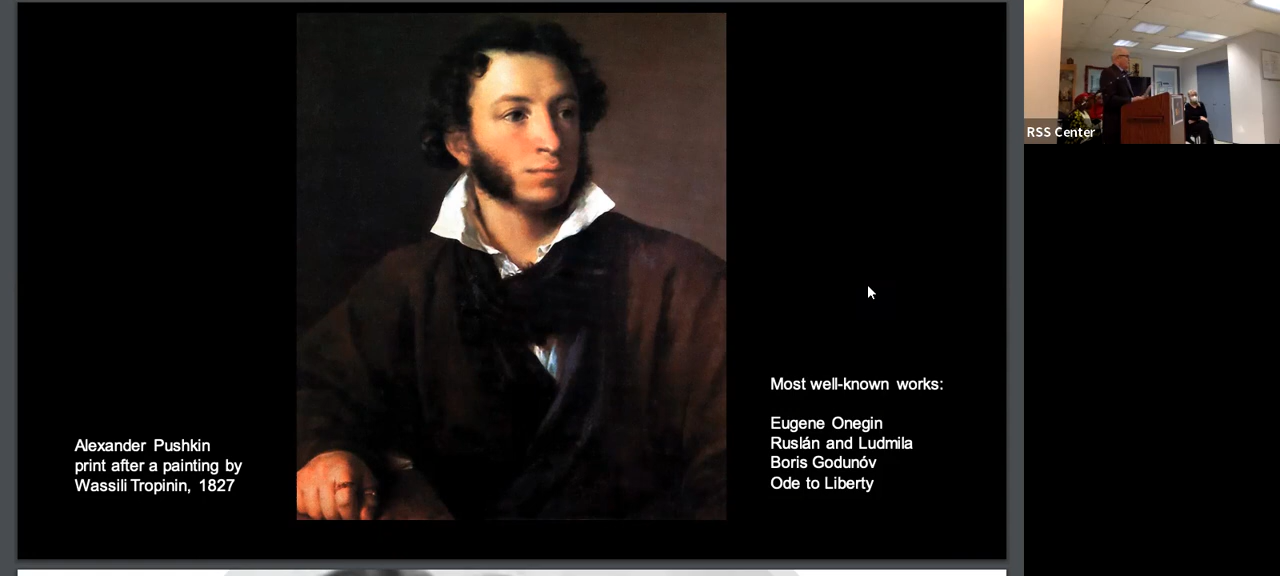 RSS Center
Most well-known works:
Eugene Onegin
Ruslán and Ludmila
Boris Godunóv
Ode to Liberty
Alexander Pushkin
print after a painting by
Wassili Tropinin, 1827